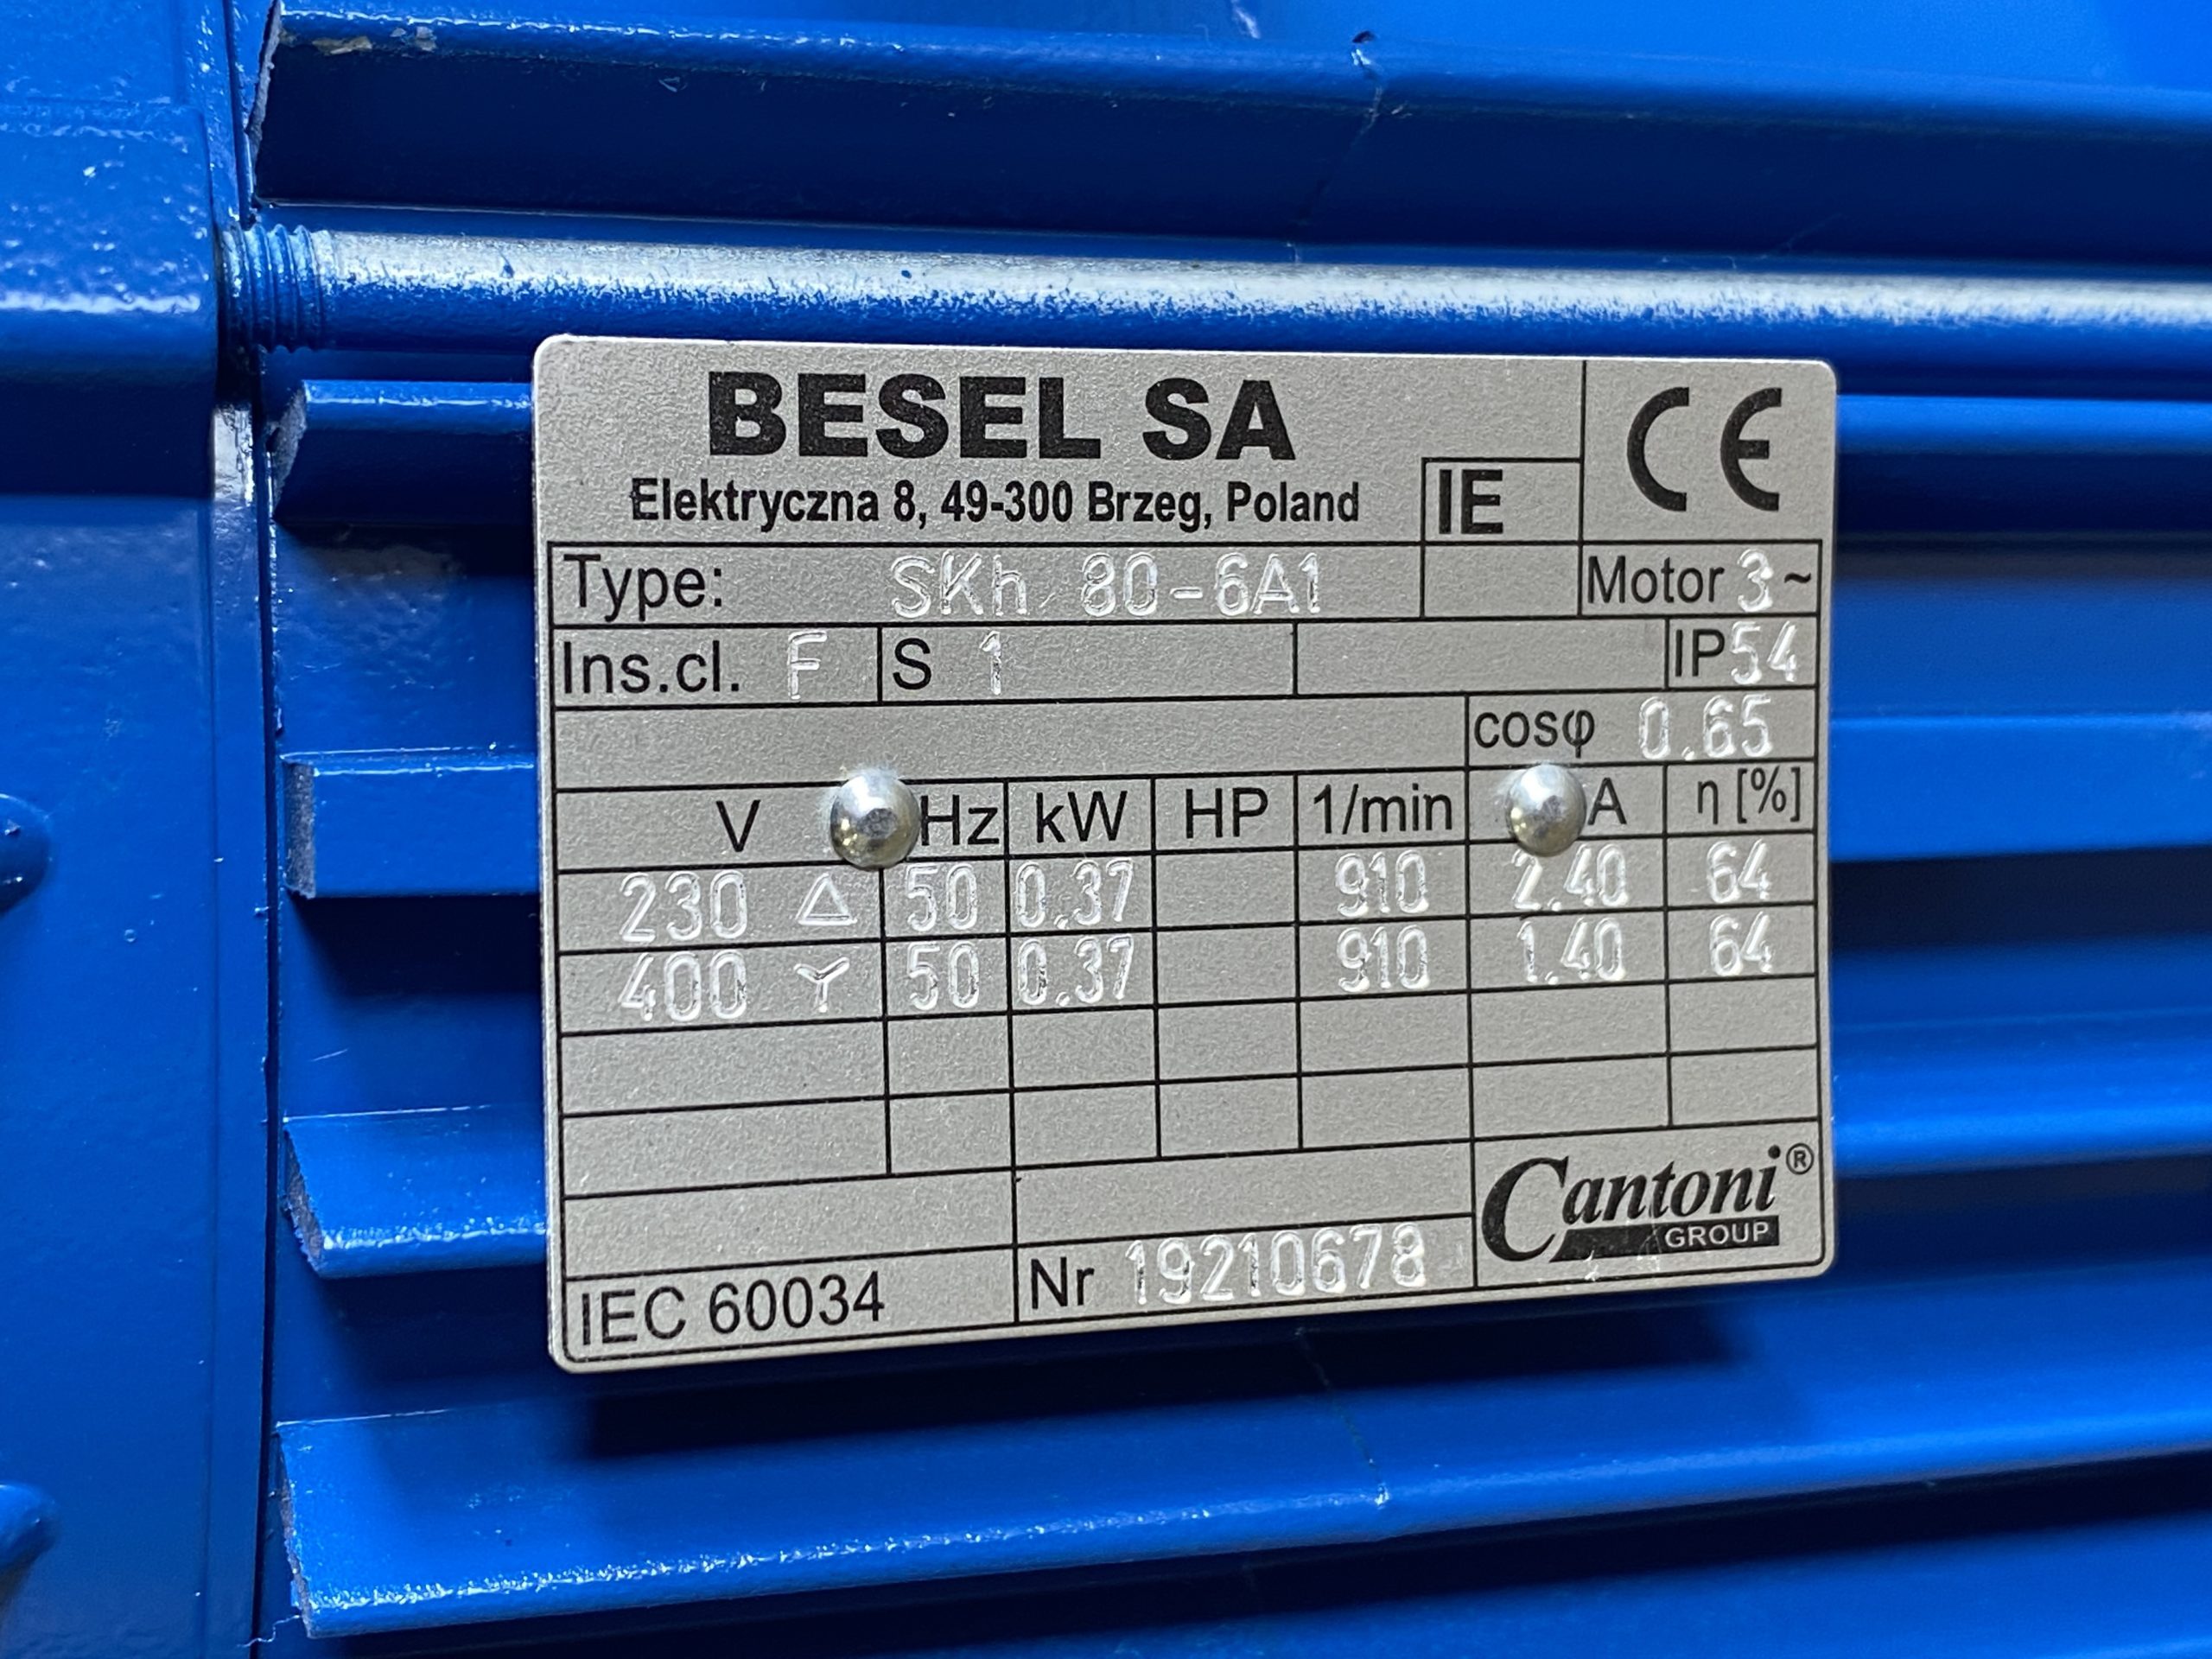 BESEL SA
CE
Elektryczna 8, 49-300 Brzeg, Poland
IE
Type: SKh 80-6A1
Motor 3~
Ins.cl. F
S 1
IP54
cosφ 0.65
V Hz kW HP 1/min A η [%]
230 △ 50 0.37 910 2.40 64
400 Y 50 0.37 910 1.40 64
Cantoni®
GROUP
IEC 60034
Nr 19210678